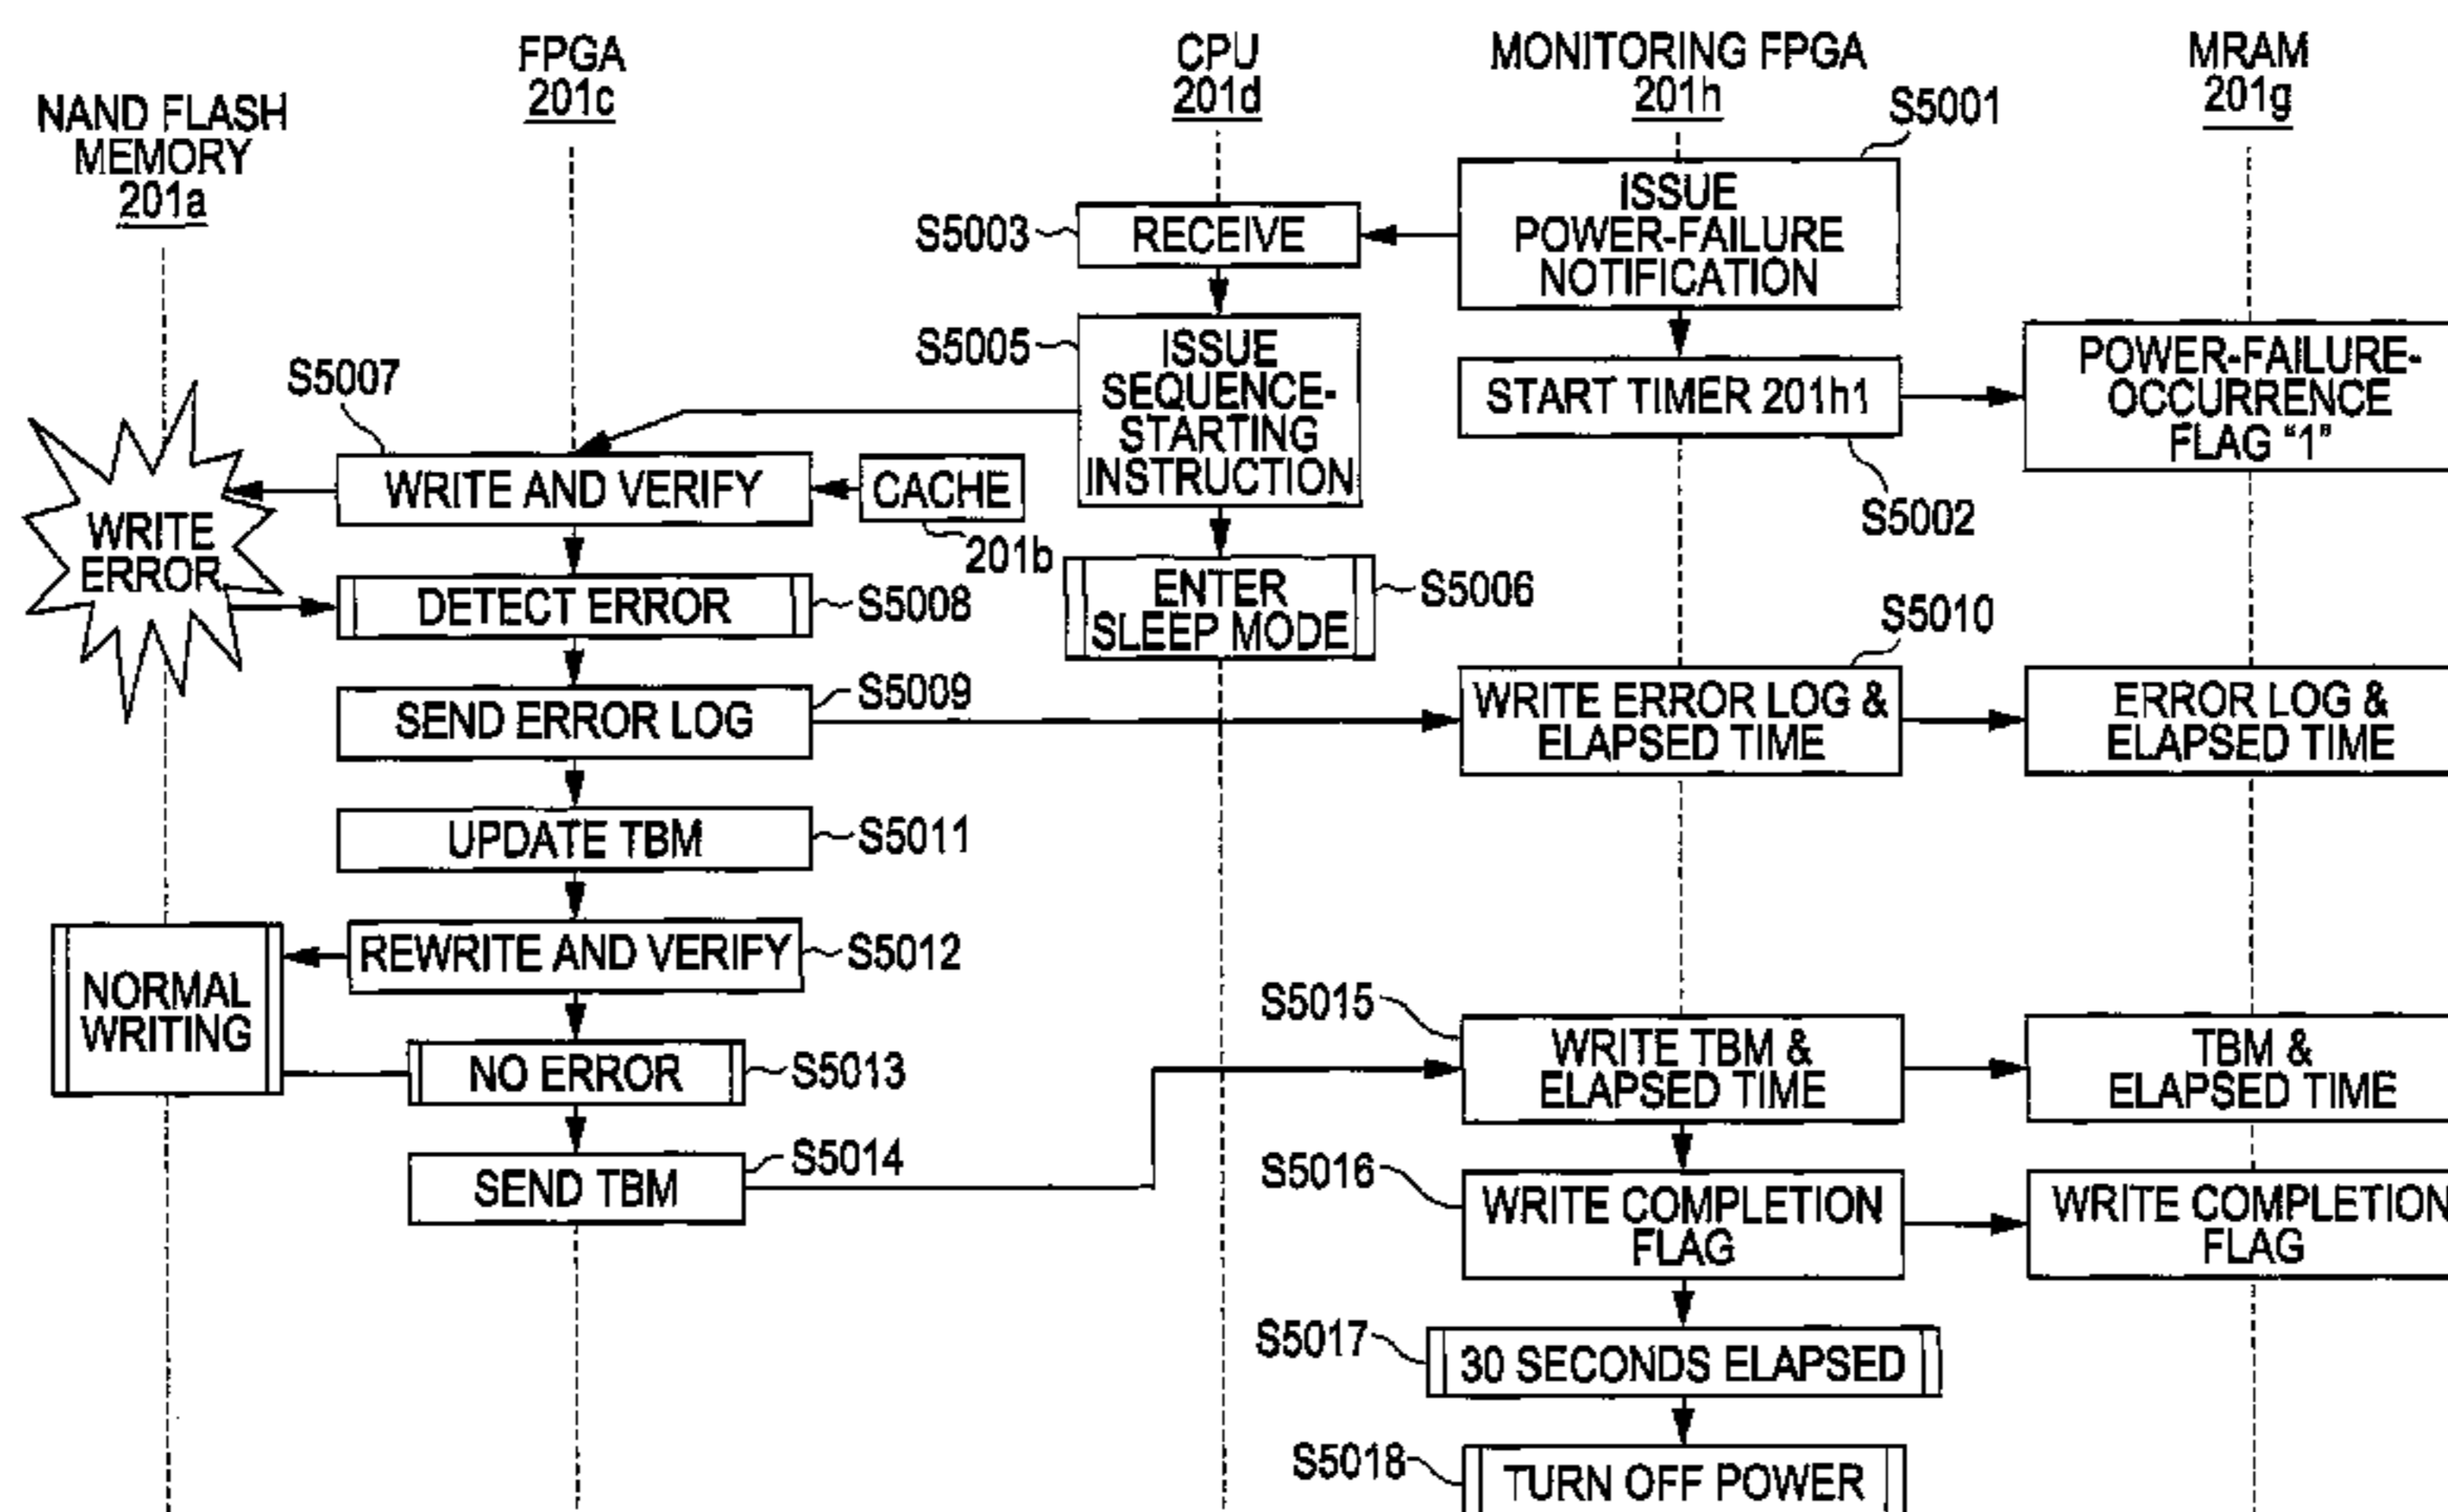 NAND FLASH
MEMORY
201a
FPGA
201c
CPU
201d
MONITORING FPGA
201h
MRAM
201g
S5001
ISSUE
POWER-FAILURE
NOTIFICATION
S5003
RECEIVE
S5005
ISSUE
SEQUENCE-
STARTING
INSTRUCTION
START TIMER 201h1
S5002
POWER-FAILURE-
OCCURRENCE
FLAG “1”
S5007
WRITE AND VERIFY
CACHE
201b
WRITE
ERROR
DETECT ERROR
S5008
ENTER
SLEEP MODE
S5006
SEND ERROR LOG
S5009
S5010
WRITE ERROR LOG &
ELAPSED TIME
ERROR LOG &
ELAPSED TIME
UPDATE TBM
S5011
REWRITE AND VERIFY
S5012
NORMAL
WRITING
NO ERROR
S5013
S5015
WRITE TBM &
ELAPSED TIME
TBM &
ELAPSED TIME
SEND TBM
S5014
S5016
WRITE COMPLETION
FLAG
WRITE COMPLETION
FLAG
S5017
30 SECONDS ELAPSED
S5018
TURN OFF POWER